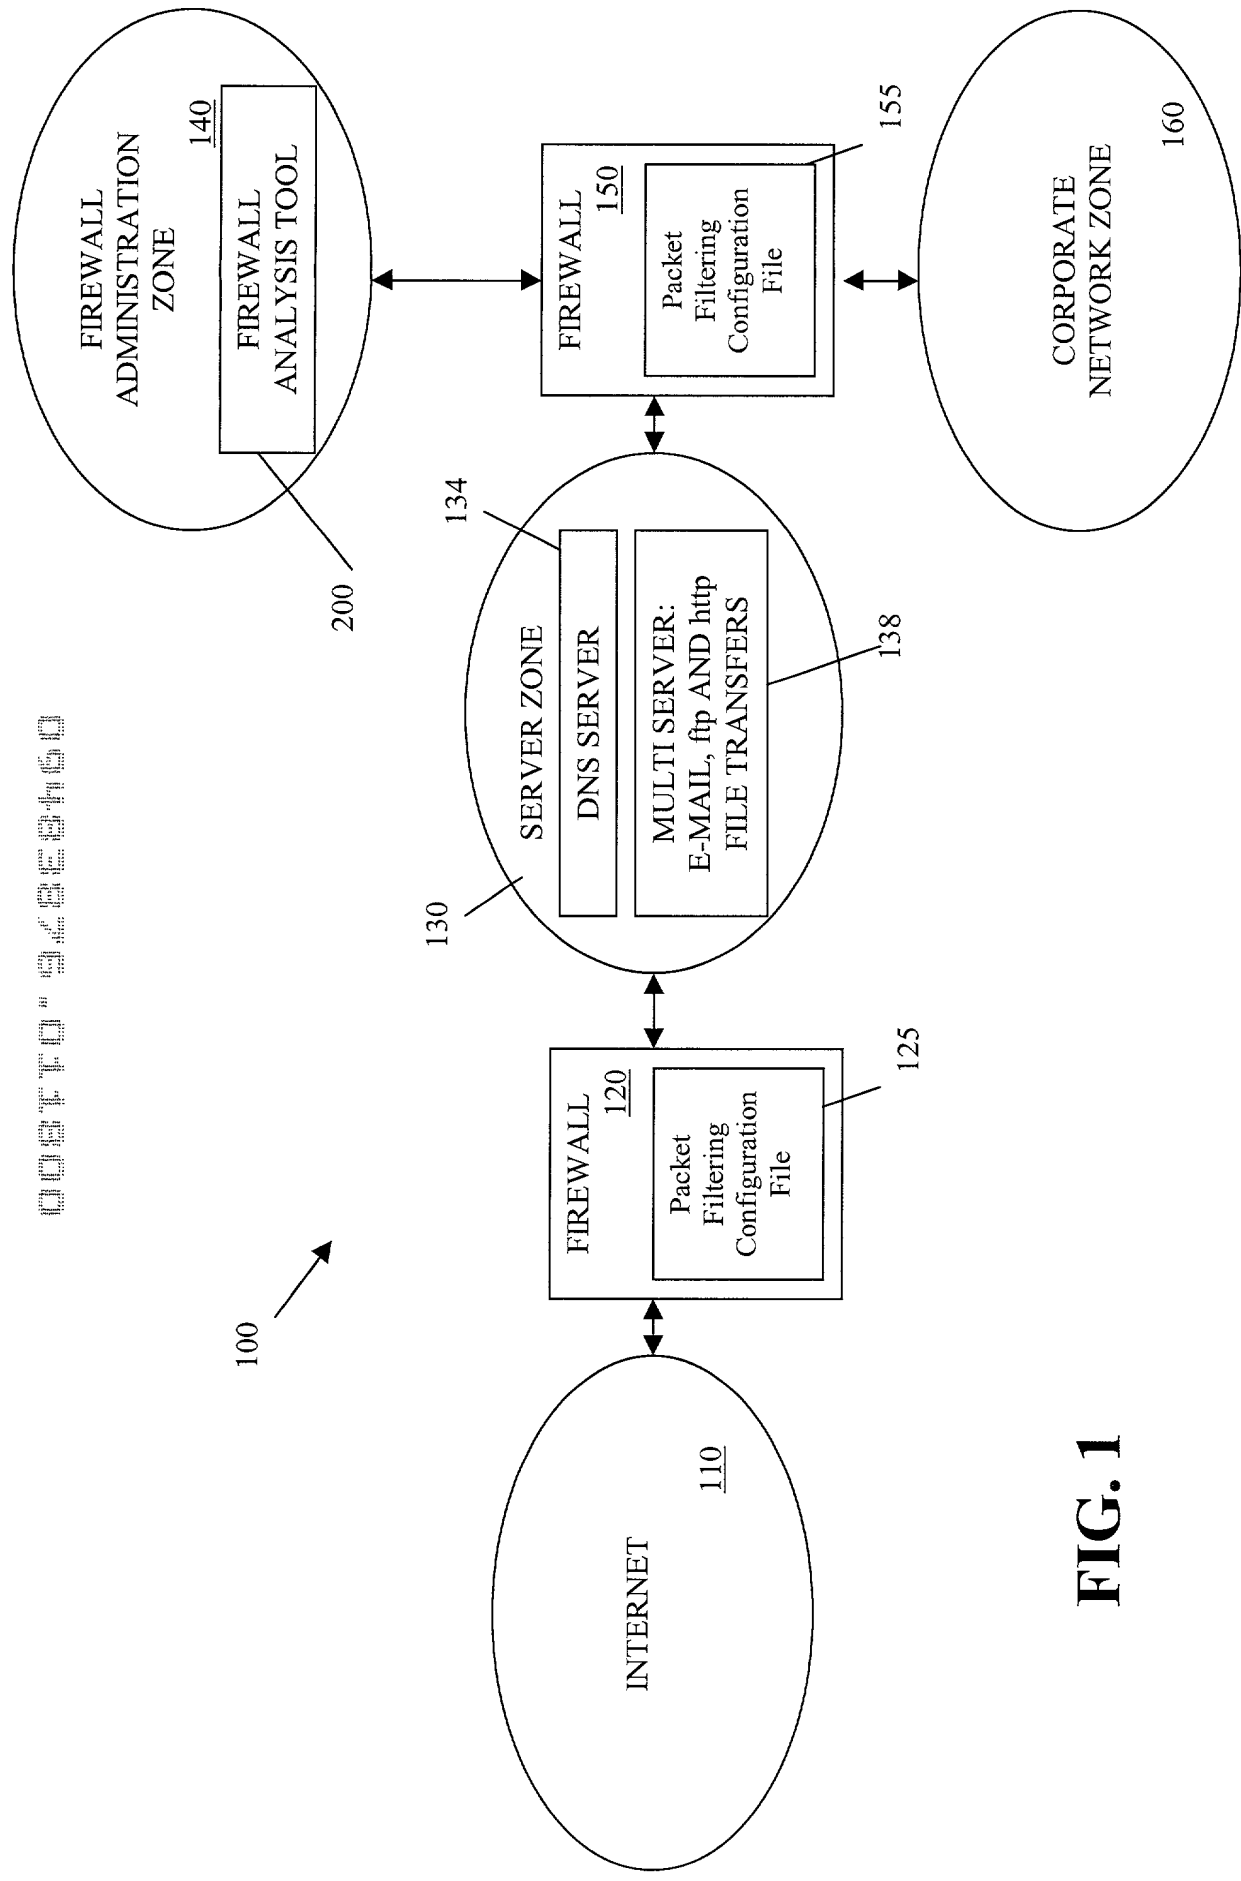 100
INTERNET
110
FIREWALL
120
Packet
Filtering
Configuration
File
125
130
SERVER ZONE
DNS SERVER
134
MULTI SERVER:
E-MAIL, ftp AND http
FILE TRANSFERS
138
FIREWALL
ADMINISTRATION
ZONE
140
FIREWALL
ANALYSIS TOOL
200
FIREWALL
150
Packet
Filtering
Configuration
File
155
CORPORATE
NETWORK ZONE
160
FIG. 1